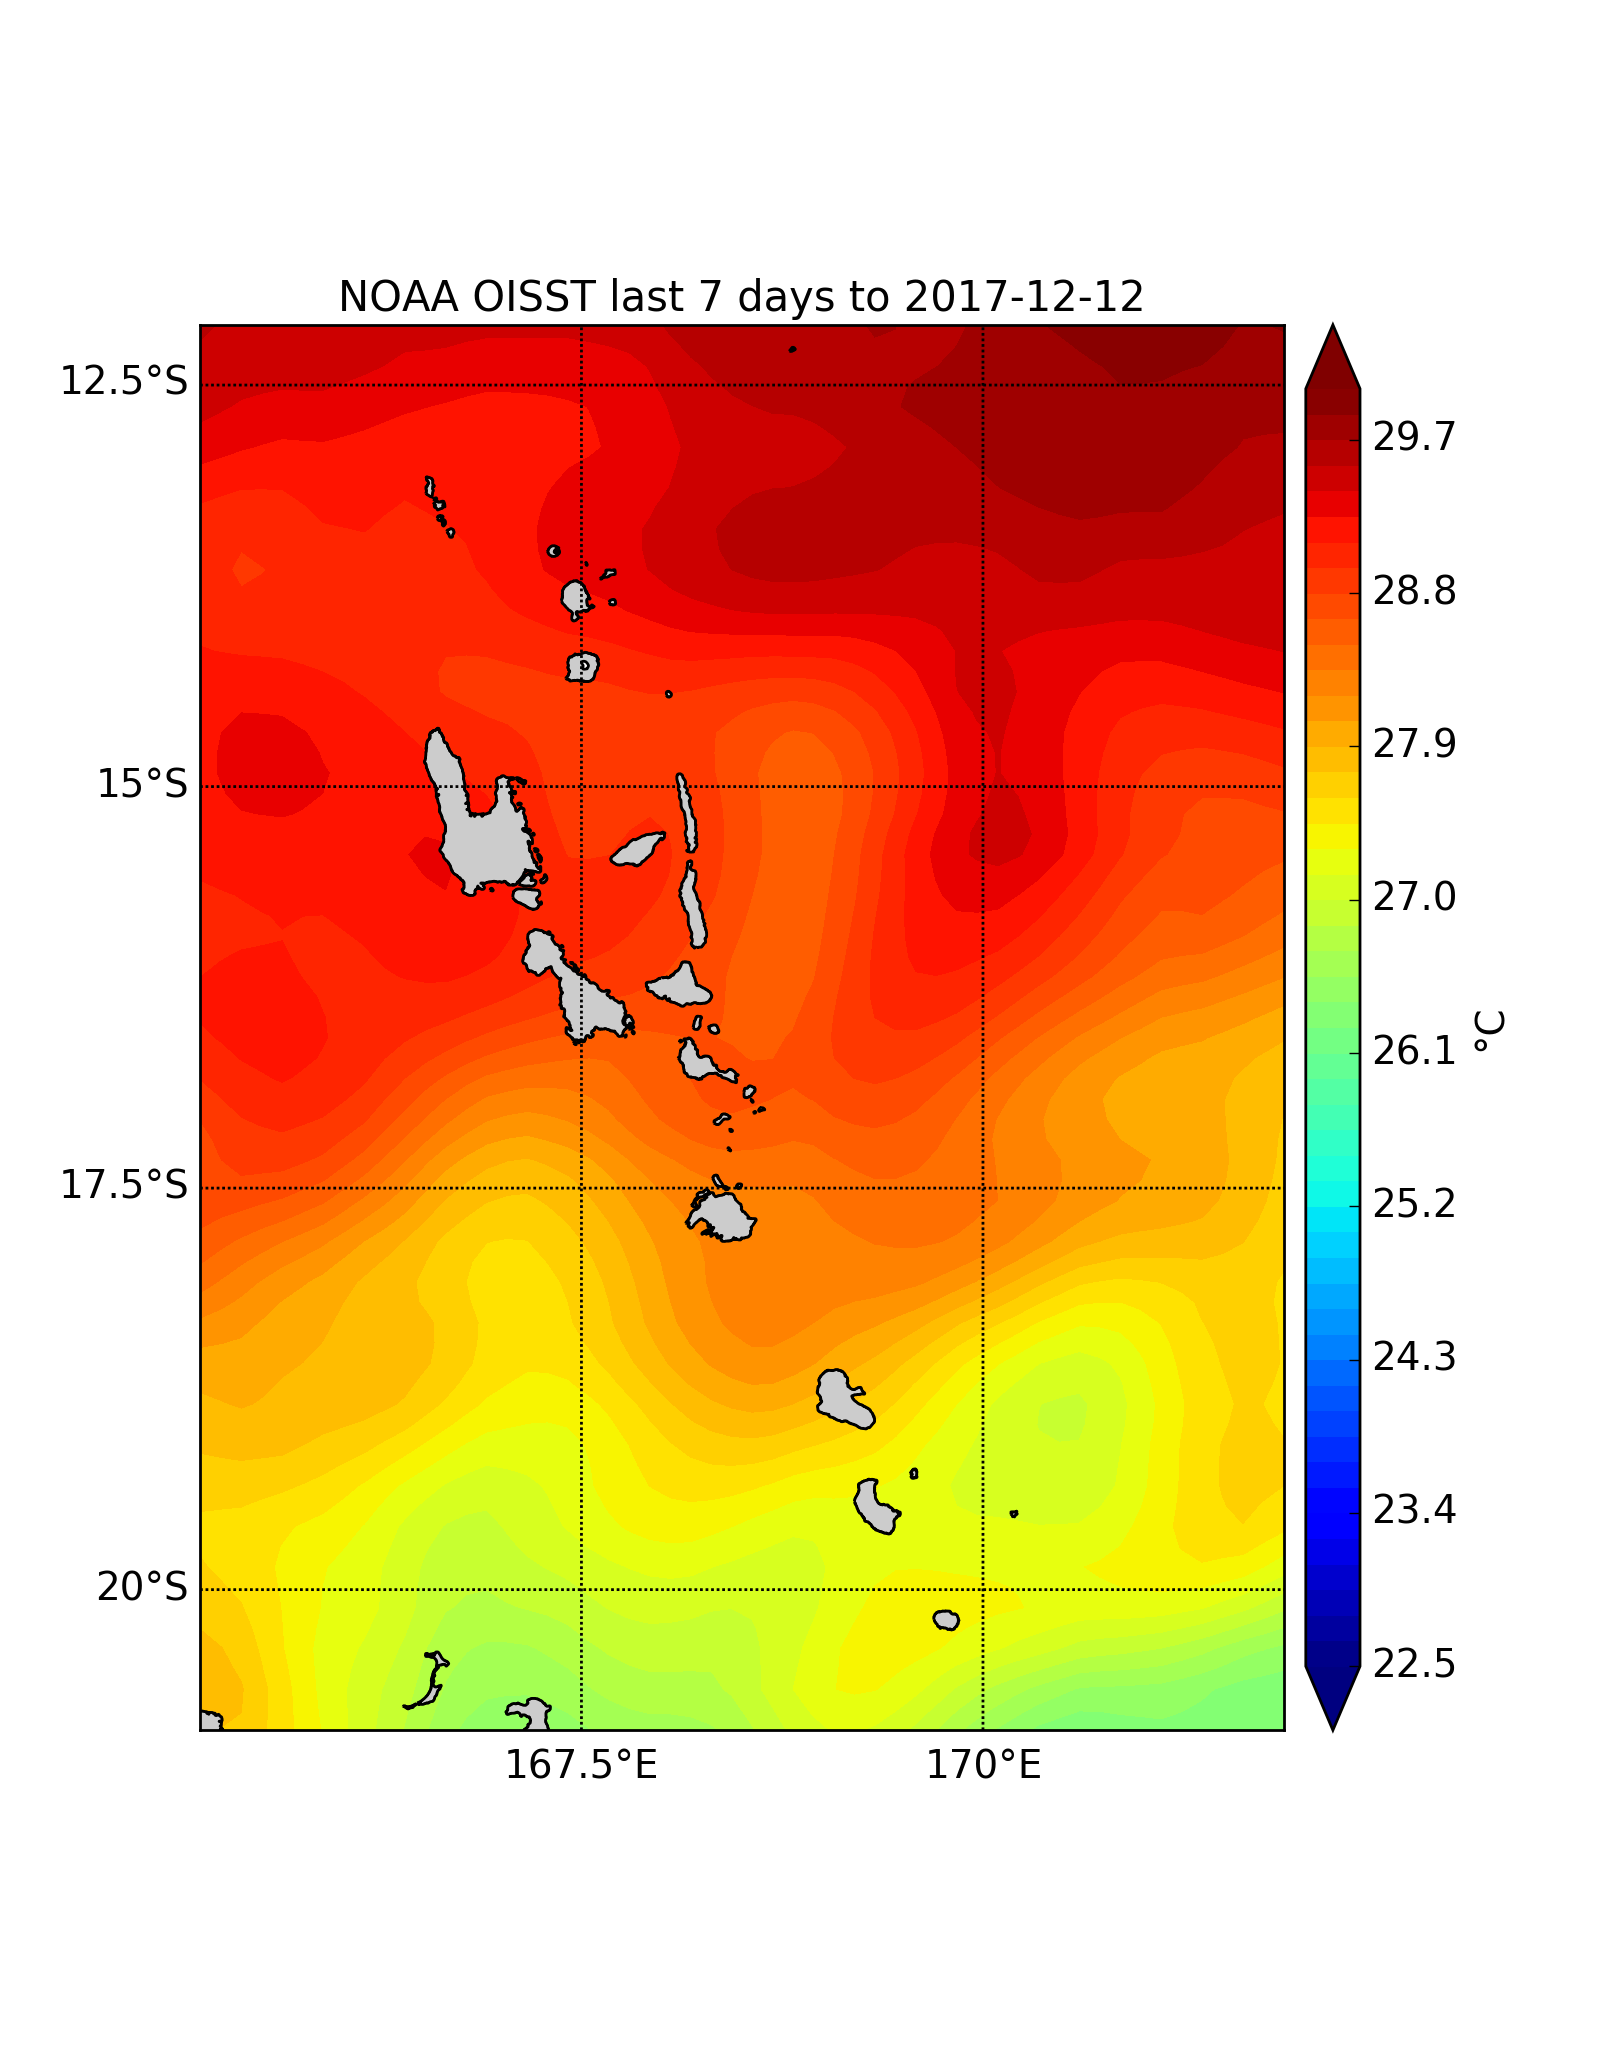 NOAA OISST last 7 days to 2017-12-12
12.5°S
15°S
17.5°S
20°S
167.5°E
170°E
29.7
28.8
27.9
27.0
26.1
25.2
24.3
23.4
22.5
°C